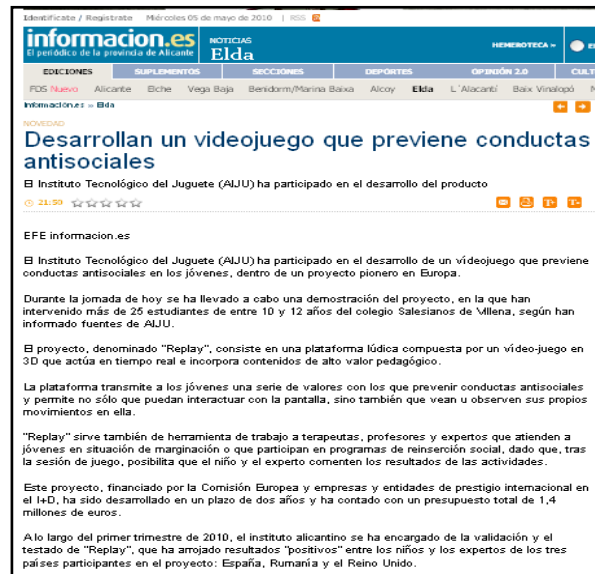 Identifícate / Regístrate   Miércoles 05 de mayo de 2010   | RSS
informacion.es
El periódico de la provincia de Alicante
NOTICIAS
Elda
HEMEROTECA »
EDICIONES SUPLEMENTOS SECCIONES DEPORTES OPINIÓN 2.0 CULT
FDS Nuevo Alicante Elche Vega Baja Benidorm/Marina Baixa Alcoy Elda L´Alacantí Baix Vinalopó
Informacion.es » Elda
NOVEDAD
Desarrollan un videojuego que previene conductas
antisociales
El Instituto Tecnológico del Juguete (AIJU) ha participado en el desarrollo del producto
21:50
EFE informacion.es
El Instituto Tecnológico del Juguete (AIJU) ha participado en el desarrollo de un vídeojuego que previene
conductas antisociales en los jóvenes, dentro de un proyecto pionero en Europa.
Durante la jornada de hoy se ha llevado a cabo una demostración del proyecto, en la que han
intervenido más de 25 estudiantes de entre 10 y 12 años del colegio Salesianos de Villena, según han
informado fuentes de AIJU.
El proyecto, denominado "Replay", consiste en una plataforma lúdica compuesta por un vídeo-juego en
3D que actúa en tiempo real e incorpora contenidos de alto valor pedagógico.
La plataforma transmite a los jóvenes una serie de valores con los que prevenir conductas antisociales
y permite no sólo que puedan interactuar con la pantalla, sino también que vean u observen sus propios
movimientos en ella.
"Replay" sirve también de herramienta de trabajo a terapeutas, profesores y expertos que atienden a
jóvenes en situación de marginación o que participan en programas de reinserción social, dado que, tras
la sesión de juego, posibilita que el niño y el experto comenten los resultados de las actividades.
Este proyecto, financiado por la Comisión Europea y empresas y entidades de prestigio internacional en
el I+D, ha sido desarrollado en un plazo de dos años y ha contado con un presupuesto total de 1,4
millones de euros.
A lo largo del primer trimestre de 2010, el instituto alicantino se ha encargado de la validación y el
testado de "Replay", que ha arrojado resultados "positivos" entre los niños y los expertos de los tres
países participantes en el proyecto: España, Rumanía y el Reino Unido.